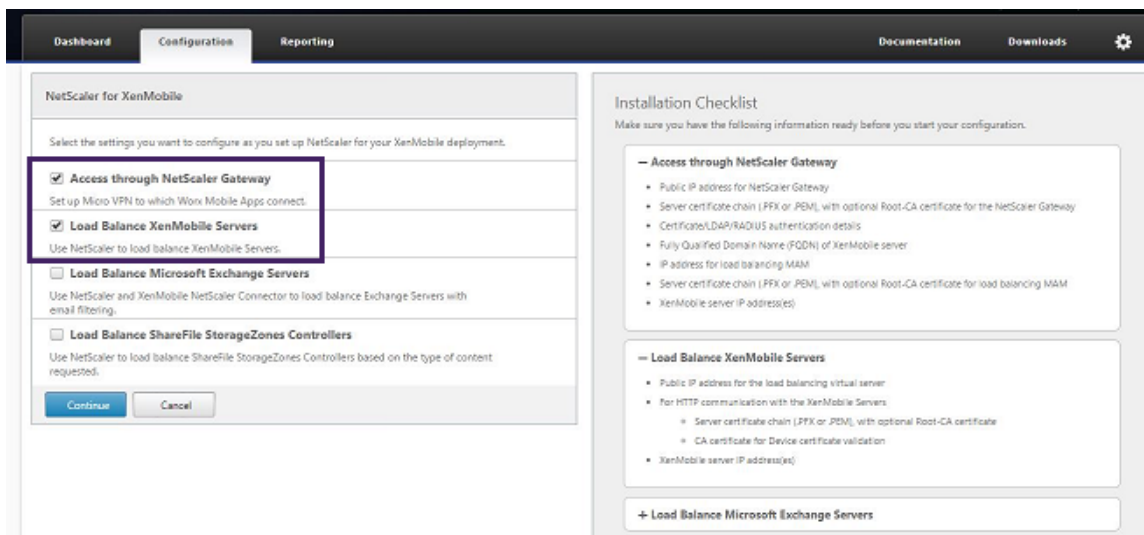 Dashboard
Configuration
Reporting
Documentation
Downloads
NetScaler for XenMobile
Select the settings you want to configure as you set up NetScaler for your XenMobile deployment.
Access through NetScaler Gateway
Set up Micro VPN to which Worx Mobile Apps connect.
Load Balance XenMobile Servers
Use NetScaler to load balance XenMobile Servers.
Load Balance Microsoft Exchange Servers
Use NetScaler and XenMobile NetScaler Connector to load balance Exchange Servers with
email filtering.
Load Balance ShareFile StorageZones Controllers
Use NetScaler to load balance ShareFile StorageZones Controllers based on the type of content
requested.
Continue
Cancel
Installation Checklist
Make sure you have the following information ready before you start your configuration.
— Access through NetScaler Gateway
• Public IP address for NetScaler Gateway
• Server certificate chain (.PFX or .PEM), with optional Root-CA certificate for the NetScaler Gateway
• Certificate/LDAP/RADIUS authentication details
• Fully Qualified Domain Name (FQDN) of XenMobile server
• IP address for load balancing MAM
• Server certificate chain (.PFX or .PEM), with optional Root-CA certificate for load balancing MAM
• XenMobile server IP address(es)
— Load Balance XenMobile Servers
• Public IP address for the load balancing virtual server
• For HTTP communication with the XenMobile Servers
Server certificate chain (.PFX or .PEM), with optional Root-CA certificate
CA certificate for Device certificate validation
• XenMobile server IP address(es)
+ Load Balance Microsoft Exchange Servers